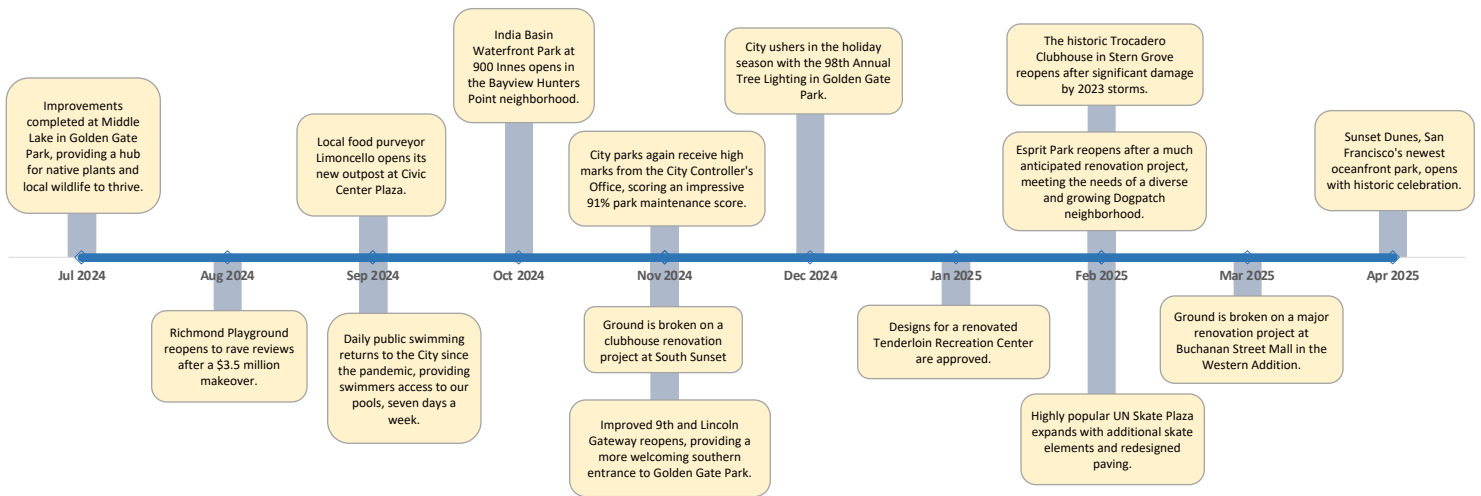 Improvements
completed at Middle
Lake in Golden Gate
Park, providing a hub
for native plants and
local wildlife to thrive.
Local food purveyor
Limoncello opens its
new outpost at Civic
Center Plaza.
India Basin
Waterfront Park at
900 Innes opens in
the Bayview Hunters
Point neighborhood.
City parks again receive high
marks from the City Controller's
Office, scoring an impressive
91% park maintenance score.
City ushers in the holiday
season with the 98th Annual
Tree Lighting in Golden Gate
Park.
The historic Trocadero
Clubhouse in Stern Grove
reopens after significant damage
by 2023 storms.
Esprit Park reopens after a much
anticipated renovation project,
meeting the needs of a diverse
and growing Dogpatch
neighborhood.
Sunset Dunes, San
Francisco's newest
oceanfront park, opens
with historic celebration.
Jul 2024
Aug 2024
Sep 2024
Oct 2024
Nov 2024
Dec 2024
Jan 2025
Feb 2025
Mar 2025
Apr 2025
Richmond Playground
reopens to rave reviews
after a $3.5 million
makeover.
Daily public swimming
returns to the City since
the pandemic, providing
swimmers access to our
pools, seven days a
week.
Ground is broken on a
clubhouse renovation
project at South Sunset
Improved 9th and Lincoln
Gateway reopens, providing a
more welcoming southern
entrance to Golden Gate Park.
Designs for a renovated
Tenderloin Recreation Center
are approved.
Highly popular UN Skate Plaza
expands with additional skate
elements and redesigned
paving.
Ground is broken on a major
renovation project at
Buchanan Street Mall in the
Western Addition.